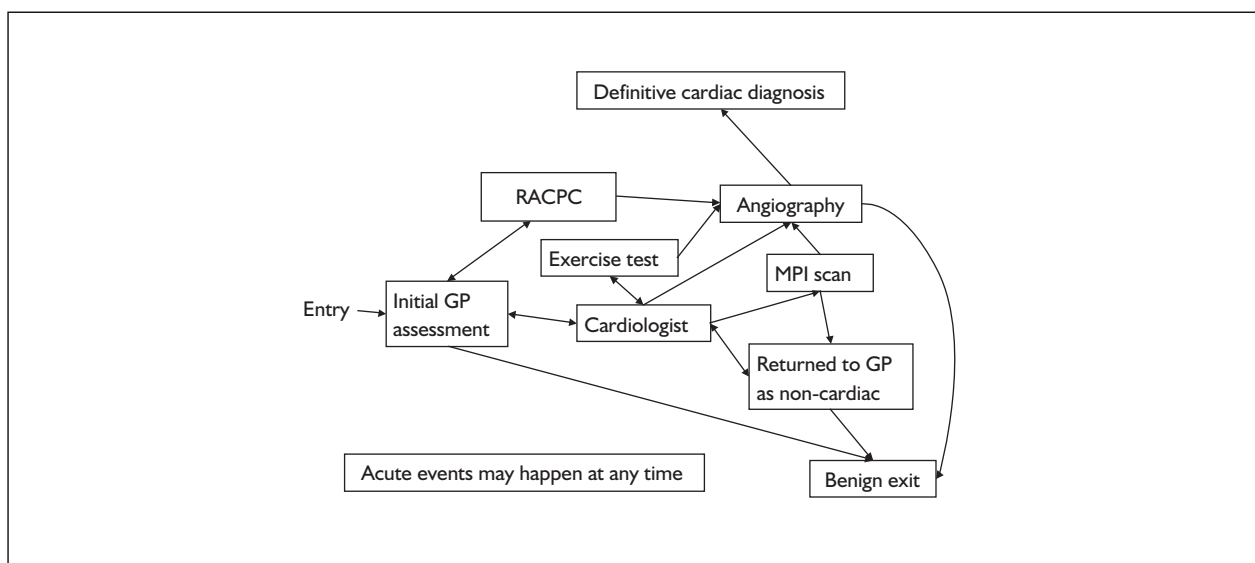 Definitive cardiac diagnosis
RACPC
Angiography
Exercise test
MPI scan
Entry
Initial GP
assessment
Cardiologist
Returned to GP
as non-cardiac
Acute events may happen at any time
Benign exit